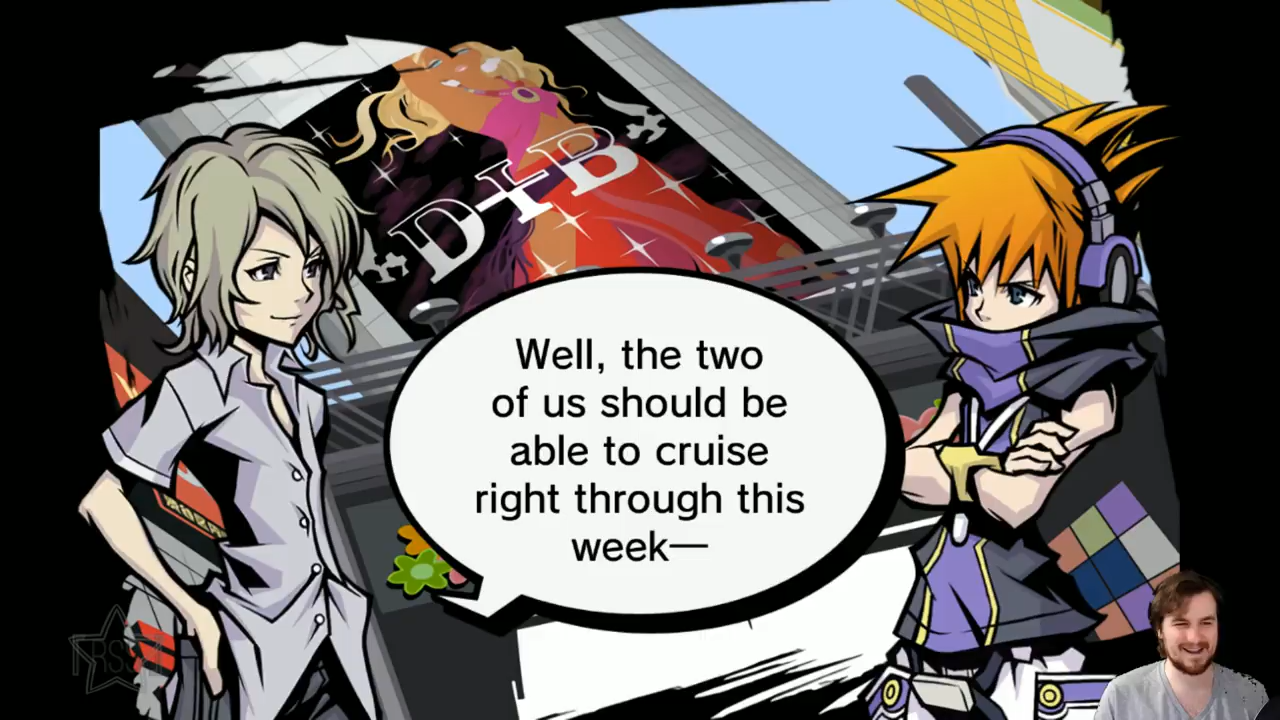 D+B
Well, the two
of us should be
able to cruise
right through this
week—